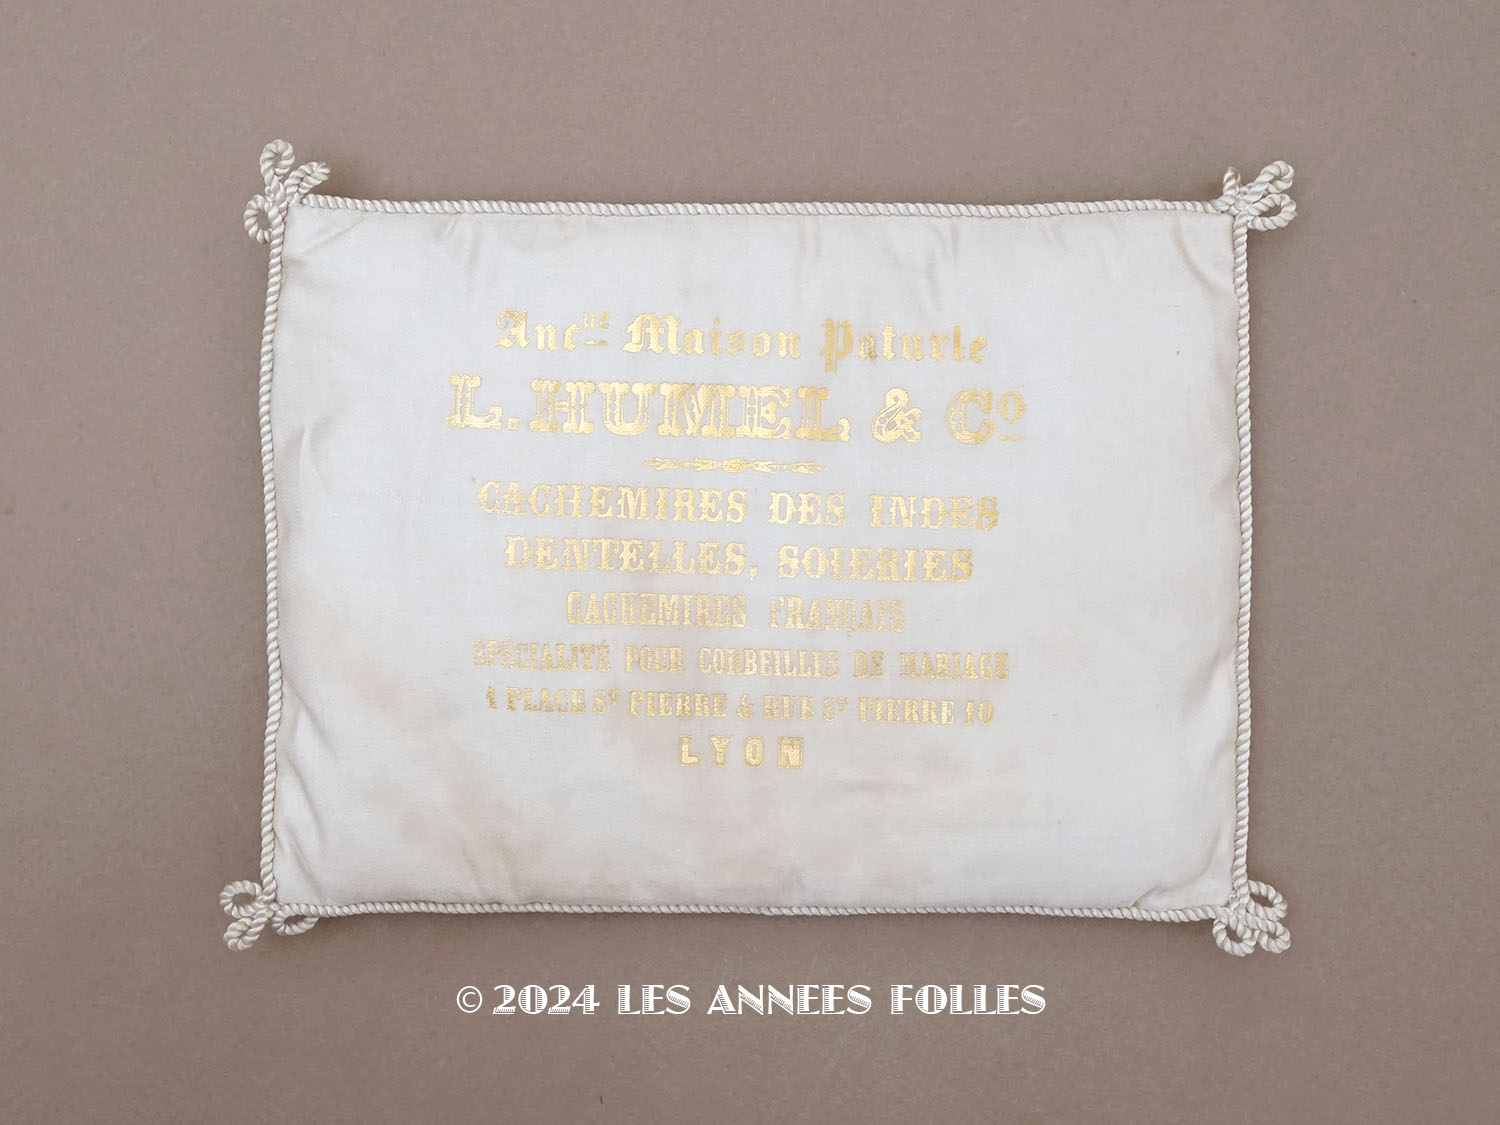 Ancne Maison Paturle
L. HUMEL & Co
CACHEMIRES DES INDES
DENTELLES, SOIERIES
CACHEMIRES FRANÇAIS
SPÉCIALITÉ POUR CORBEILLES DE MARIAGE
1 PLACE ST PIERRE & RUE ST PIERRE 10
LYON
© 2024 LES ANNEES FOLLES